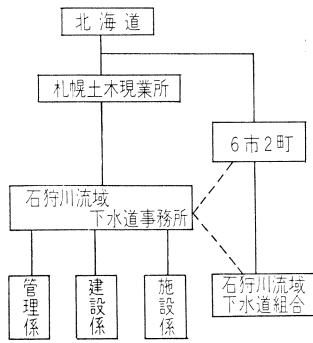 北海道
札幌土木現業所
6市2町
石狩川流域
下水道事務所
管理係
建設係
施設係
石狩川流域
下水道組合